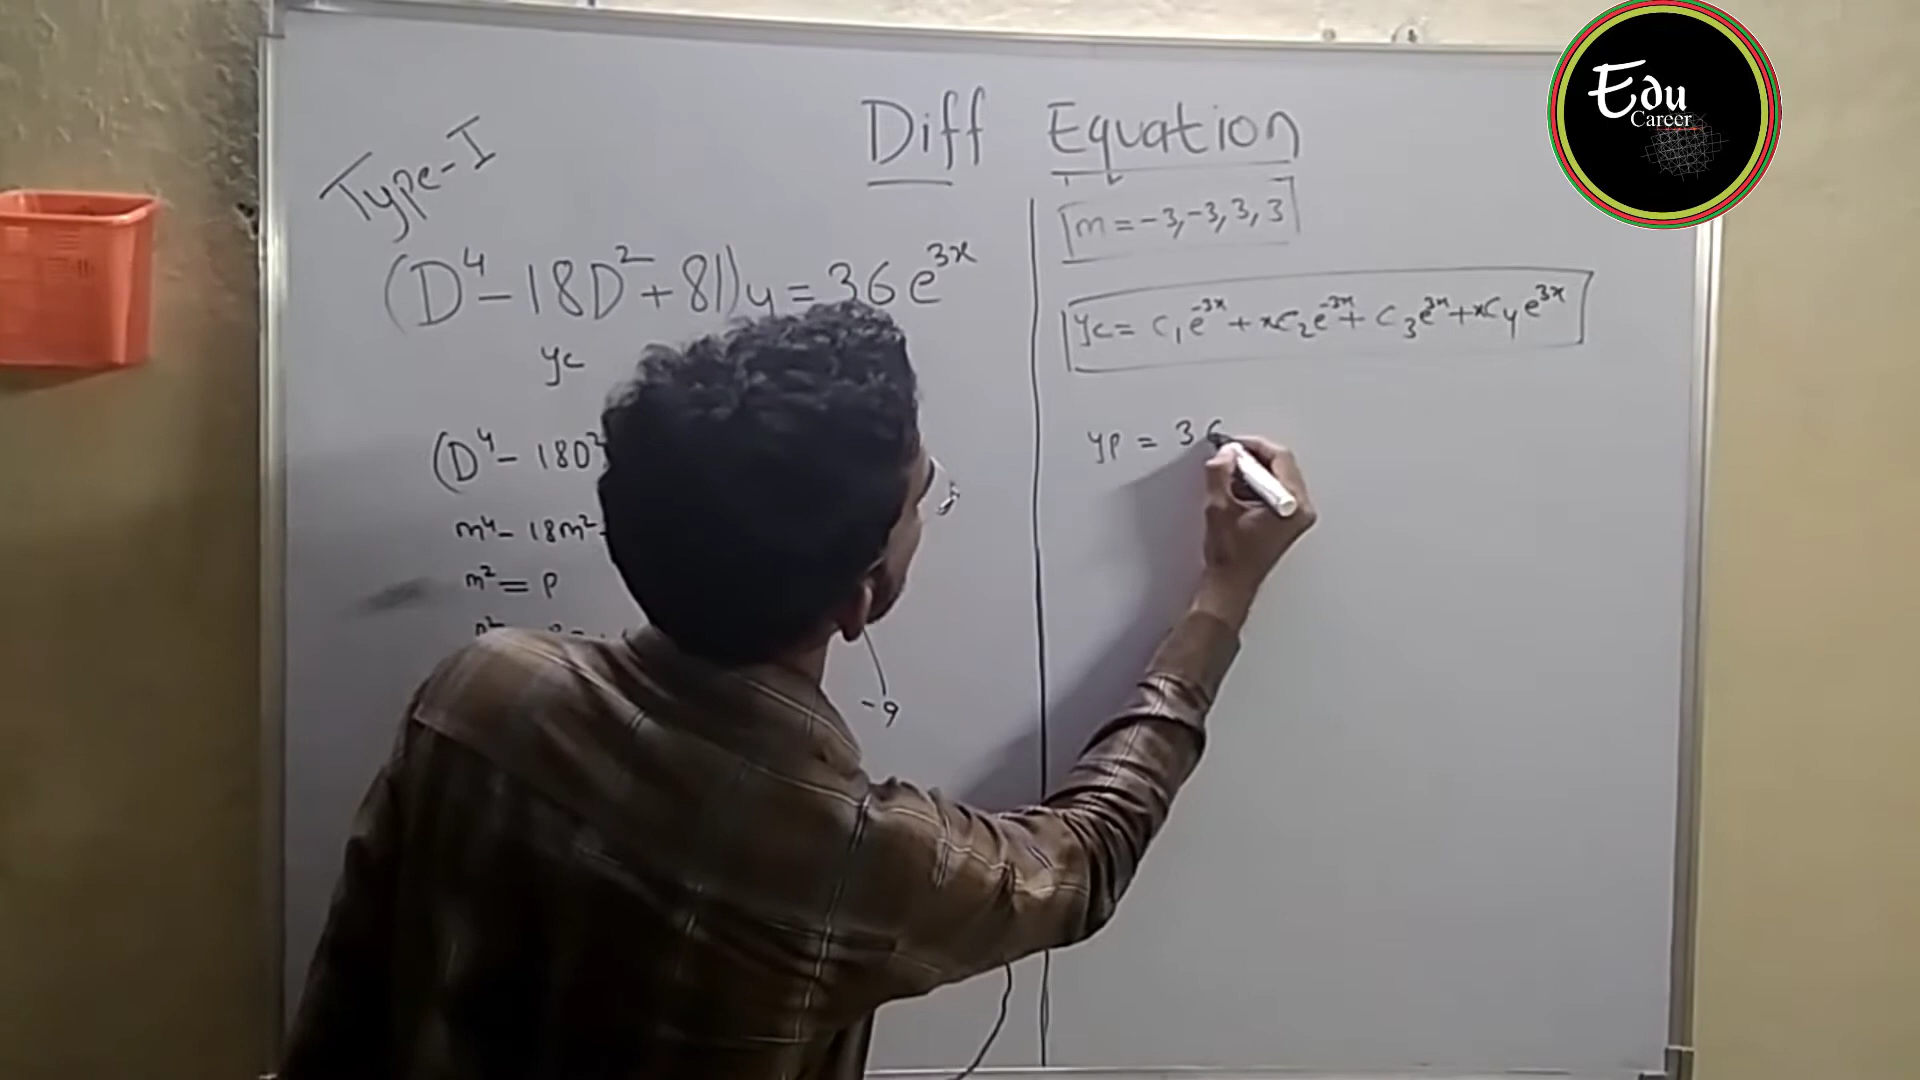 Edu
Career
Diff Equation
Type-I
(D⁴-18D²+81)y=36e³ˣ
yc
(D⁴-18D²
m⁴-18m²-
m²=p
-9
m=-3,-3,3,3
yc=c₁e⁻³ˣ+xc₂e⁻³ˣ+c₃e³ˣ+xc₄e³ˣ
yp=36